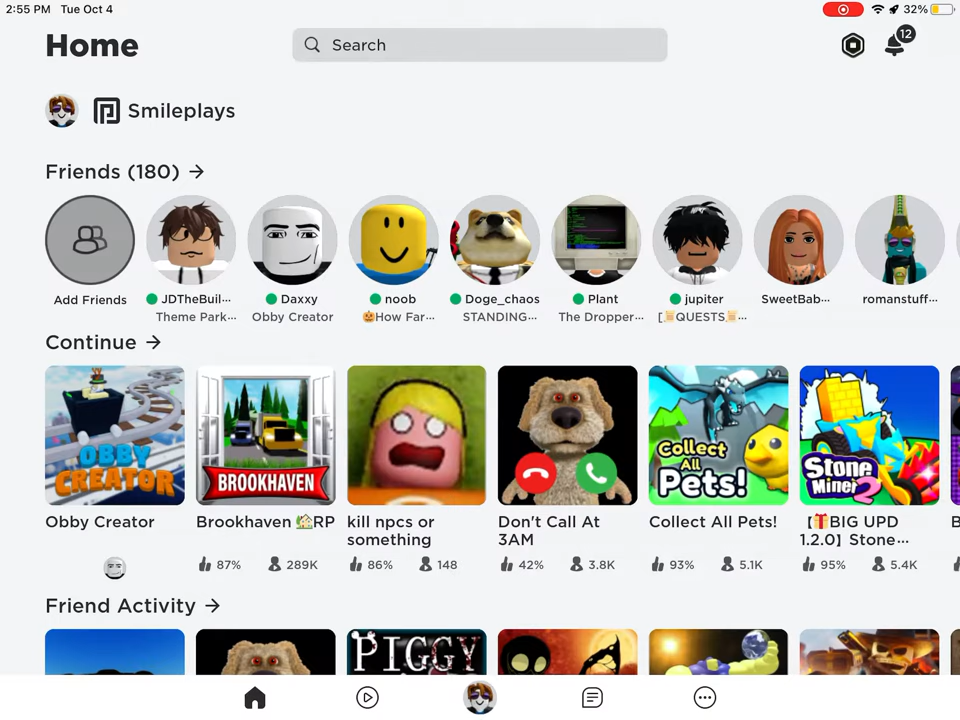 2:55 PM Tue Oct 4
32%
Home
Search
12
Smileplays
Friends (180) →
Add Friends
JDTheBuil...
Daxxy
noob
Doge_chaos
Plant
jupiter
SweetBab...
romanstuff...
Theme Park...
Obby Creator
🎃How Far...
STANDING...
The Dropper...
[📜QUESTS📜...
Continue →
OBBY CREATOR
BROOKHAVEN
Collect All Pets!
Stone Miner 2
Obby Creator
Brookhaven 🏡RP
kill npcs or something
Don't Call At 3AM
Collect All Pets!
【🎁BIG UPD 1.2.0】 Stone...
87% 289K
86% 148
42% 3.8K
93% 5.1K
95% 5.4K
Friend Activity →
PIGGY